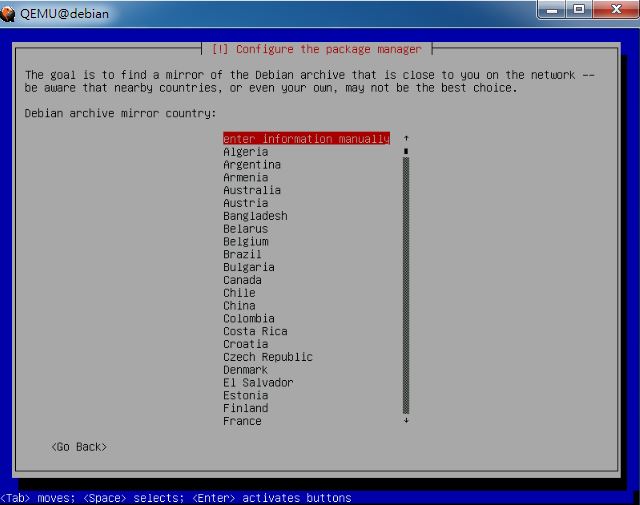 QEMU@debian
[!] Configure the package manager
The goal is to find a mirror of the Debian archive that is close to you on the network --
be aware that nearby countries, or even your own, may not be the best choice.
Debian archive mirror country:
enter information manually
Algeria
Argentina
Armenia
Australia
Austria
Bangladesh
Belarus
Belgium
Brazil
Bulgaria
Canada
Chile
China
Colombia
Costa Rica
Croatia
Czech Republic
Denmark
El Salvador
Estonia
Finland
France
<Go Back>
<Tab> moves; <Space> selects; <Enter> activates buttons